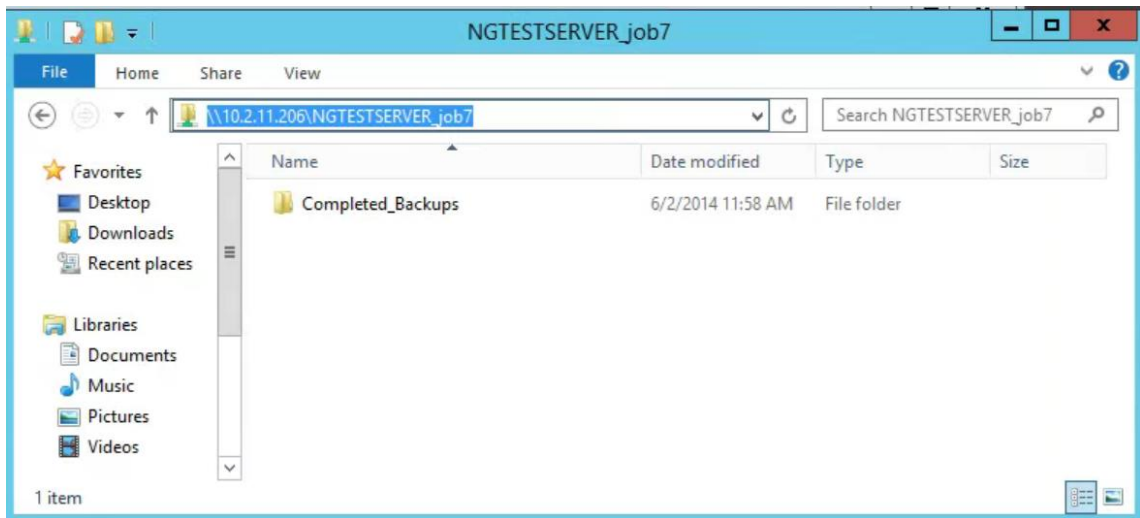 NGTESTSERVER_job7
File Home Share View
\\10.2.11.206\NGTESTSERVER_job7 Search NGTESTSERVER_job7
Favorites
Desktop
Downloads
Recent places
Libraries
Documents
Music
Pictures
Videos
Name Date modified Type Size
Completed_Backups 6/2/2014 11:58 AM File folder
1 item